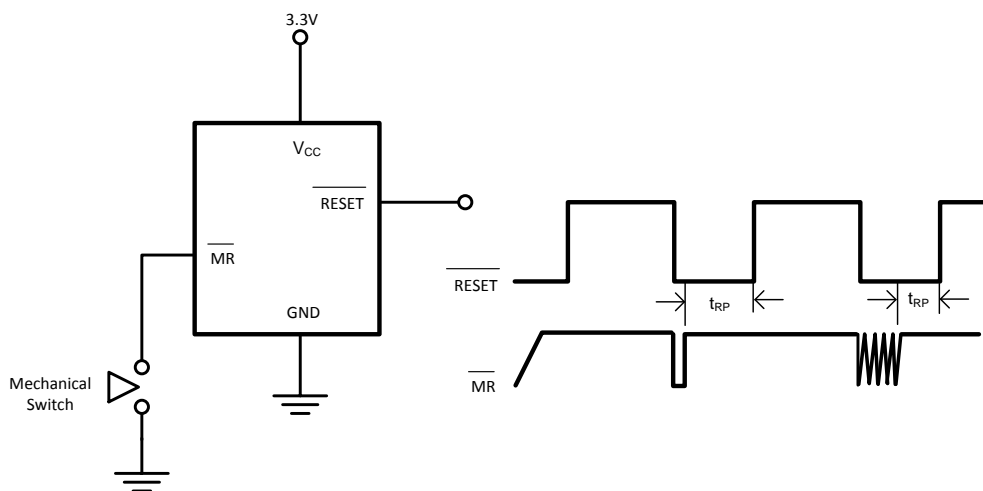 3.3V
VCC
RESET
MR
GND
Mechanical
Switch
RESET
tRP
tRP
MR